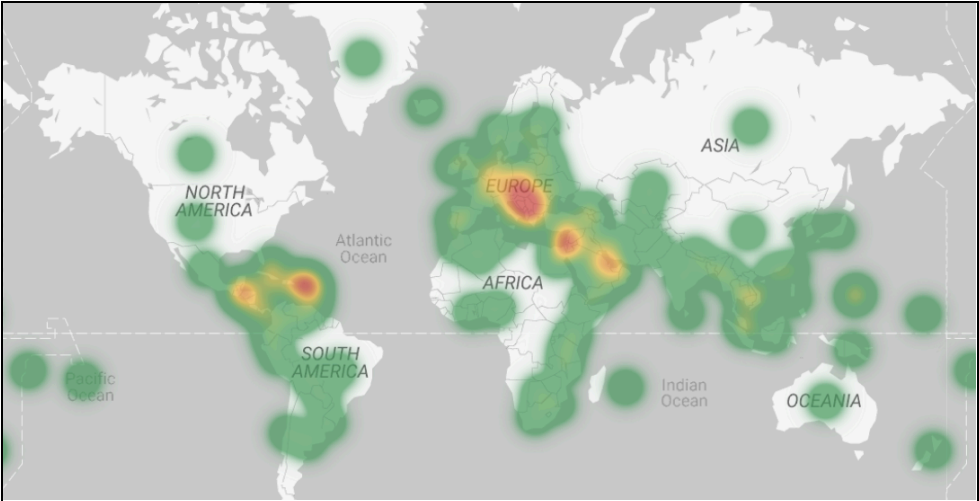 ASIA
EUROPE
NORTH
AMERICA
Atlantic
Ocean
AFRICA
SOUTH
AMERICA
Pacific
Ocean
Indian
Ocean
OCEANIA